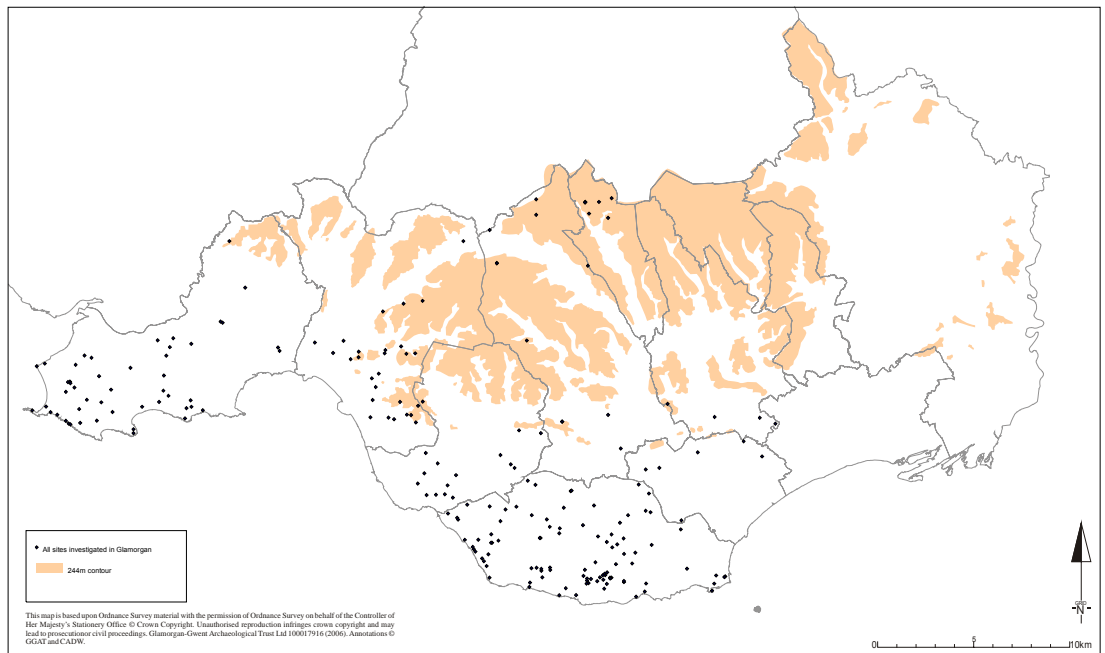 All sites investigated in Glamorgan
244m contour
This map is based upon Ordnance Survey material with the permission of Ordnance Survey on behalf of the Controller of
Her Majesty's Stationery Office © Crown Copyright. Unauthorised reproduction infringes crown copyright and may
lead to prosecutionor civil proceedings. Glamorgan-Gwent Archaeological Trust Ltd 100017916 (2006). Annotations ©
GGAT and CADW.
GRID
N
0 5 10km